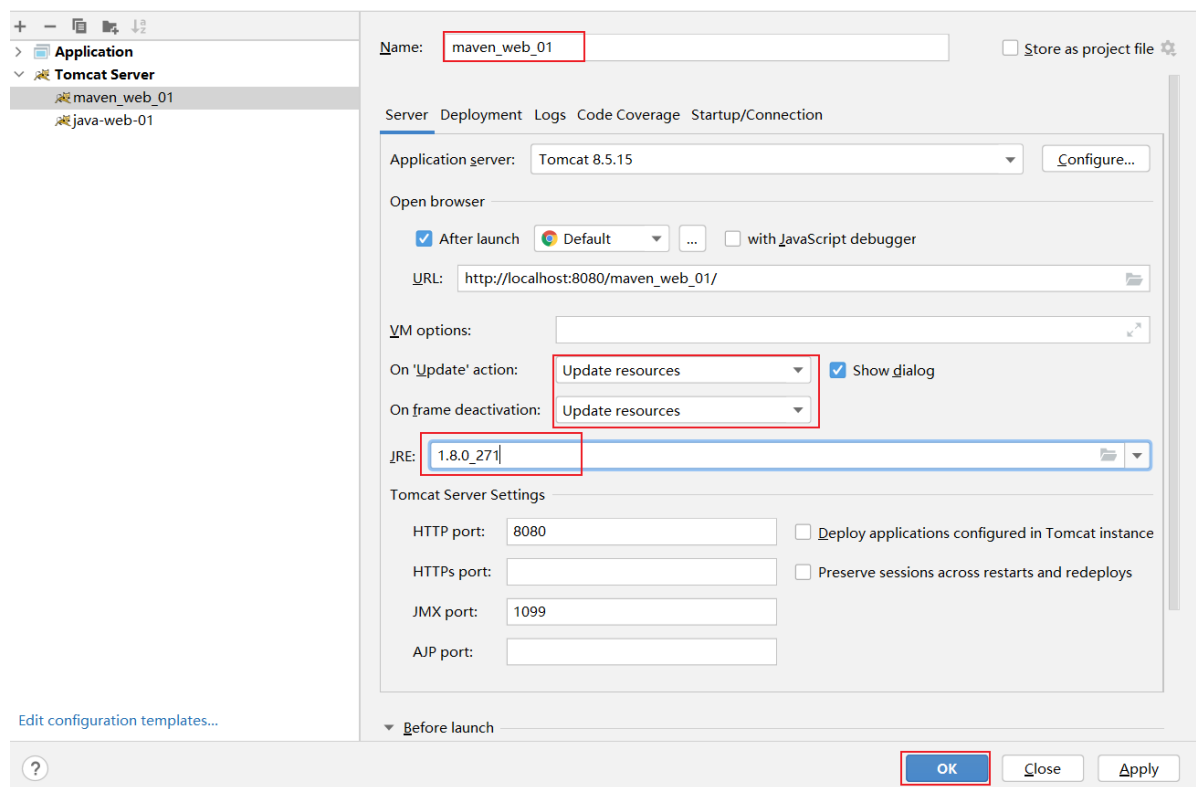 Application
Tomcat Server
maven_web_01
java-web-01
Edit configuration templates...
?
Name: maven_web_01
Store as project file
Server Deployment Logs Code Coverage Startup/Connection
Application server: Tomcat 8.5.15 Configure...
Open browser
After launch Default ... with JavaScript debugger
URL: http://localhost:8080/maven_web_01/
VM options:
On 'Update' action: Update resources Show dialog
On frame deactivation: Update resources
JRE: 1.8.0_271
Tomcat Server Settings
HTTP port: 8080 Deploy applications configured in Tomcat instance
HTTPs port: Preserve sessions across restarts and redeploys
JMX port: 1099
AJP port:
Before launch
OK Close Apply